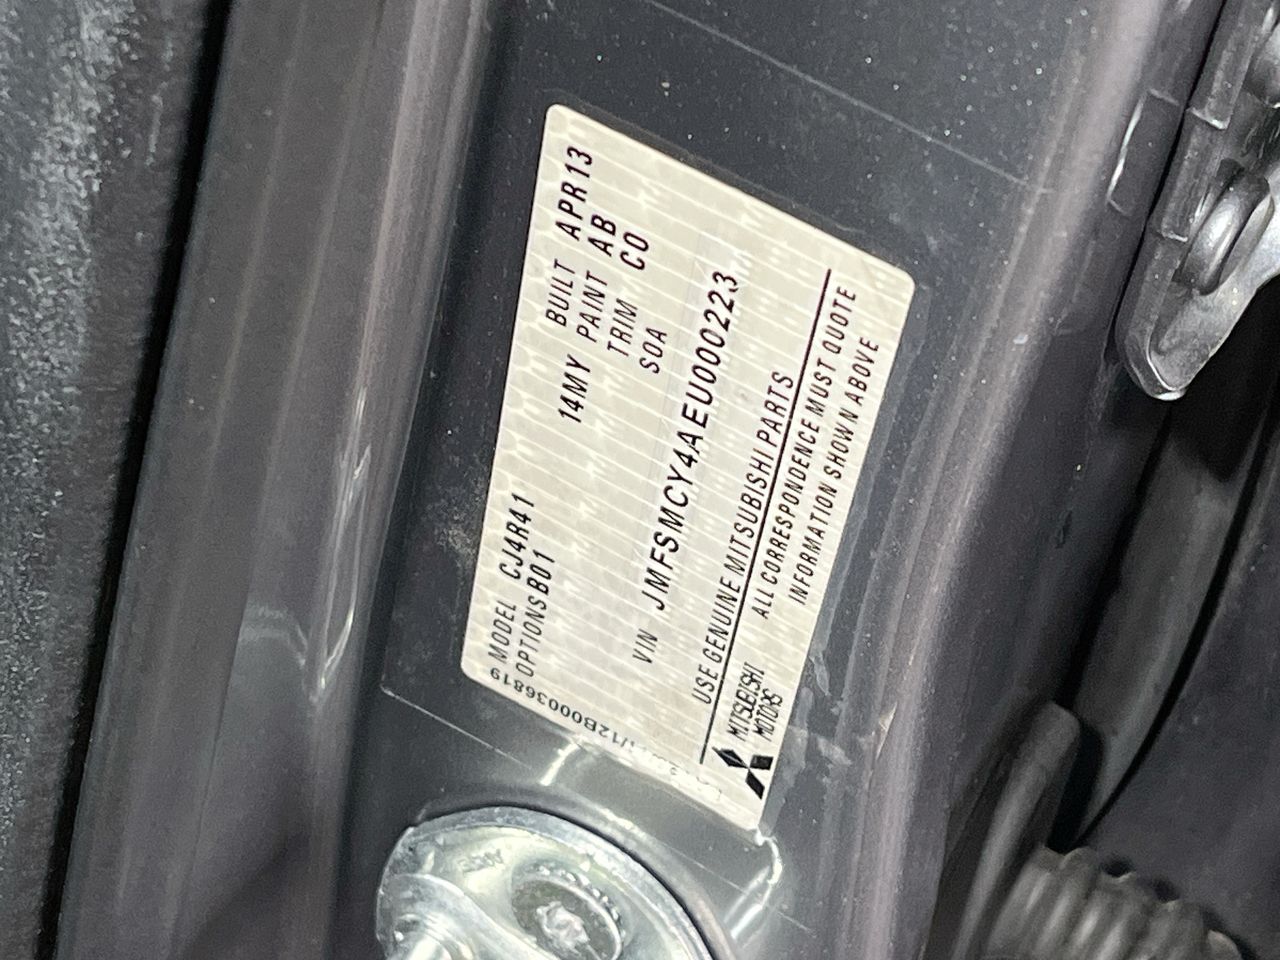 MODEL CJ4R41 BUILT APR13
OPTIONS B01 14MY PAINT AB
TRIM CO
SOA
VIN JMFSMCY4AEU000223
USE GENUINE MITSUBISHI PARTS
MITSUBISHI MOTORS
ALL CORRESPONDENCE MUST QUOTE
INFORMATION SHOWN ABOVE
/12B000036819